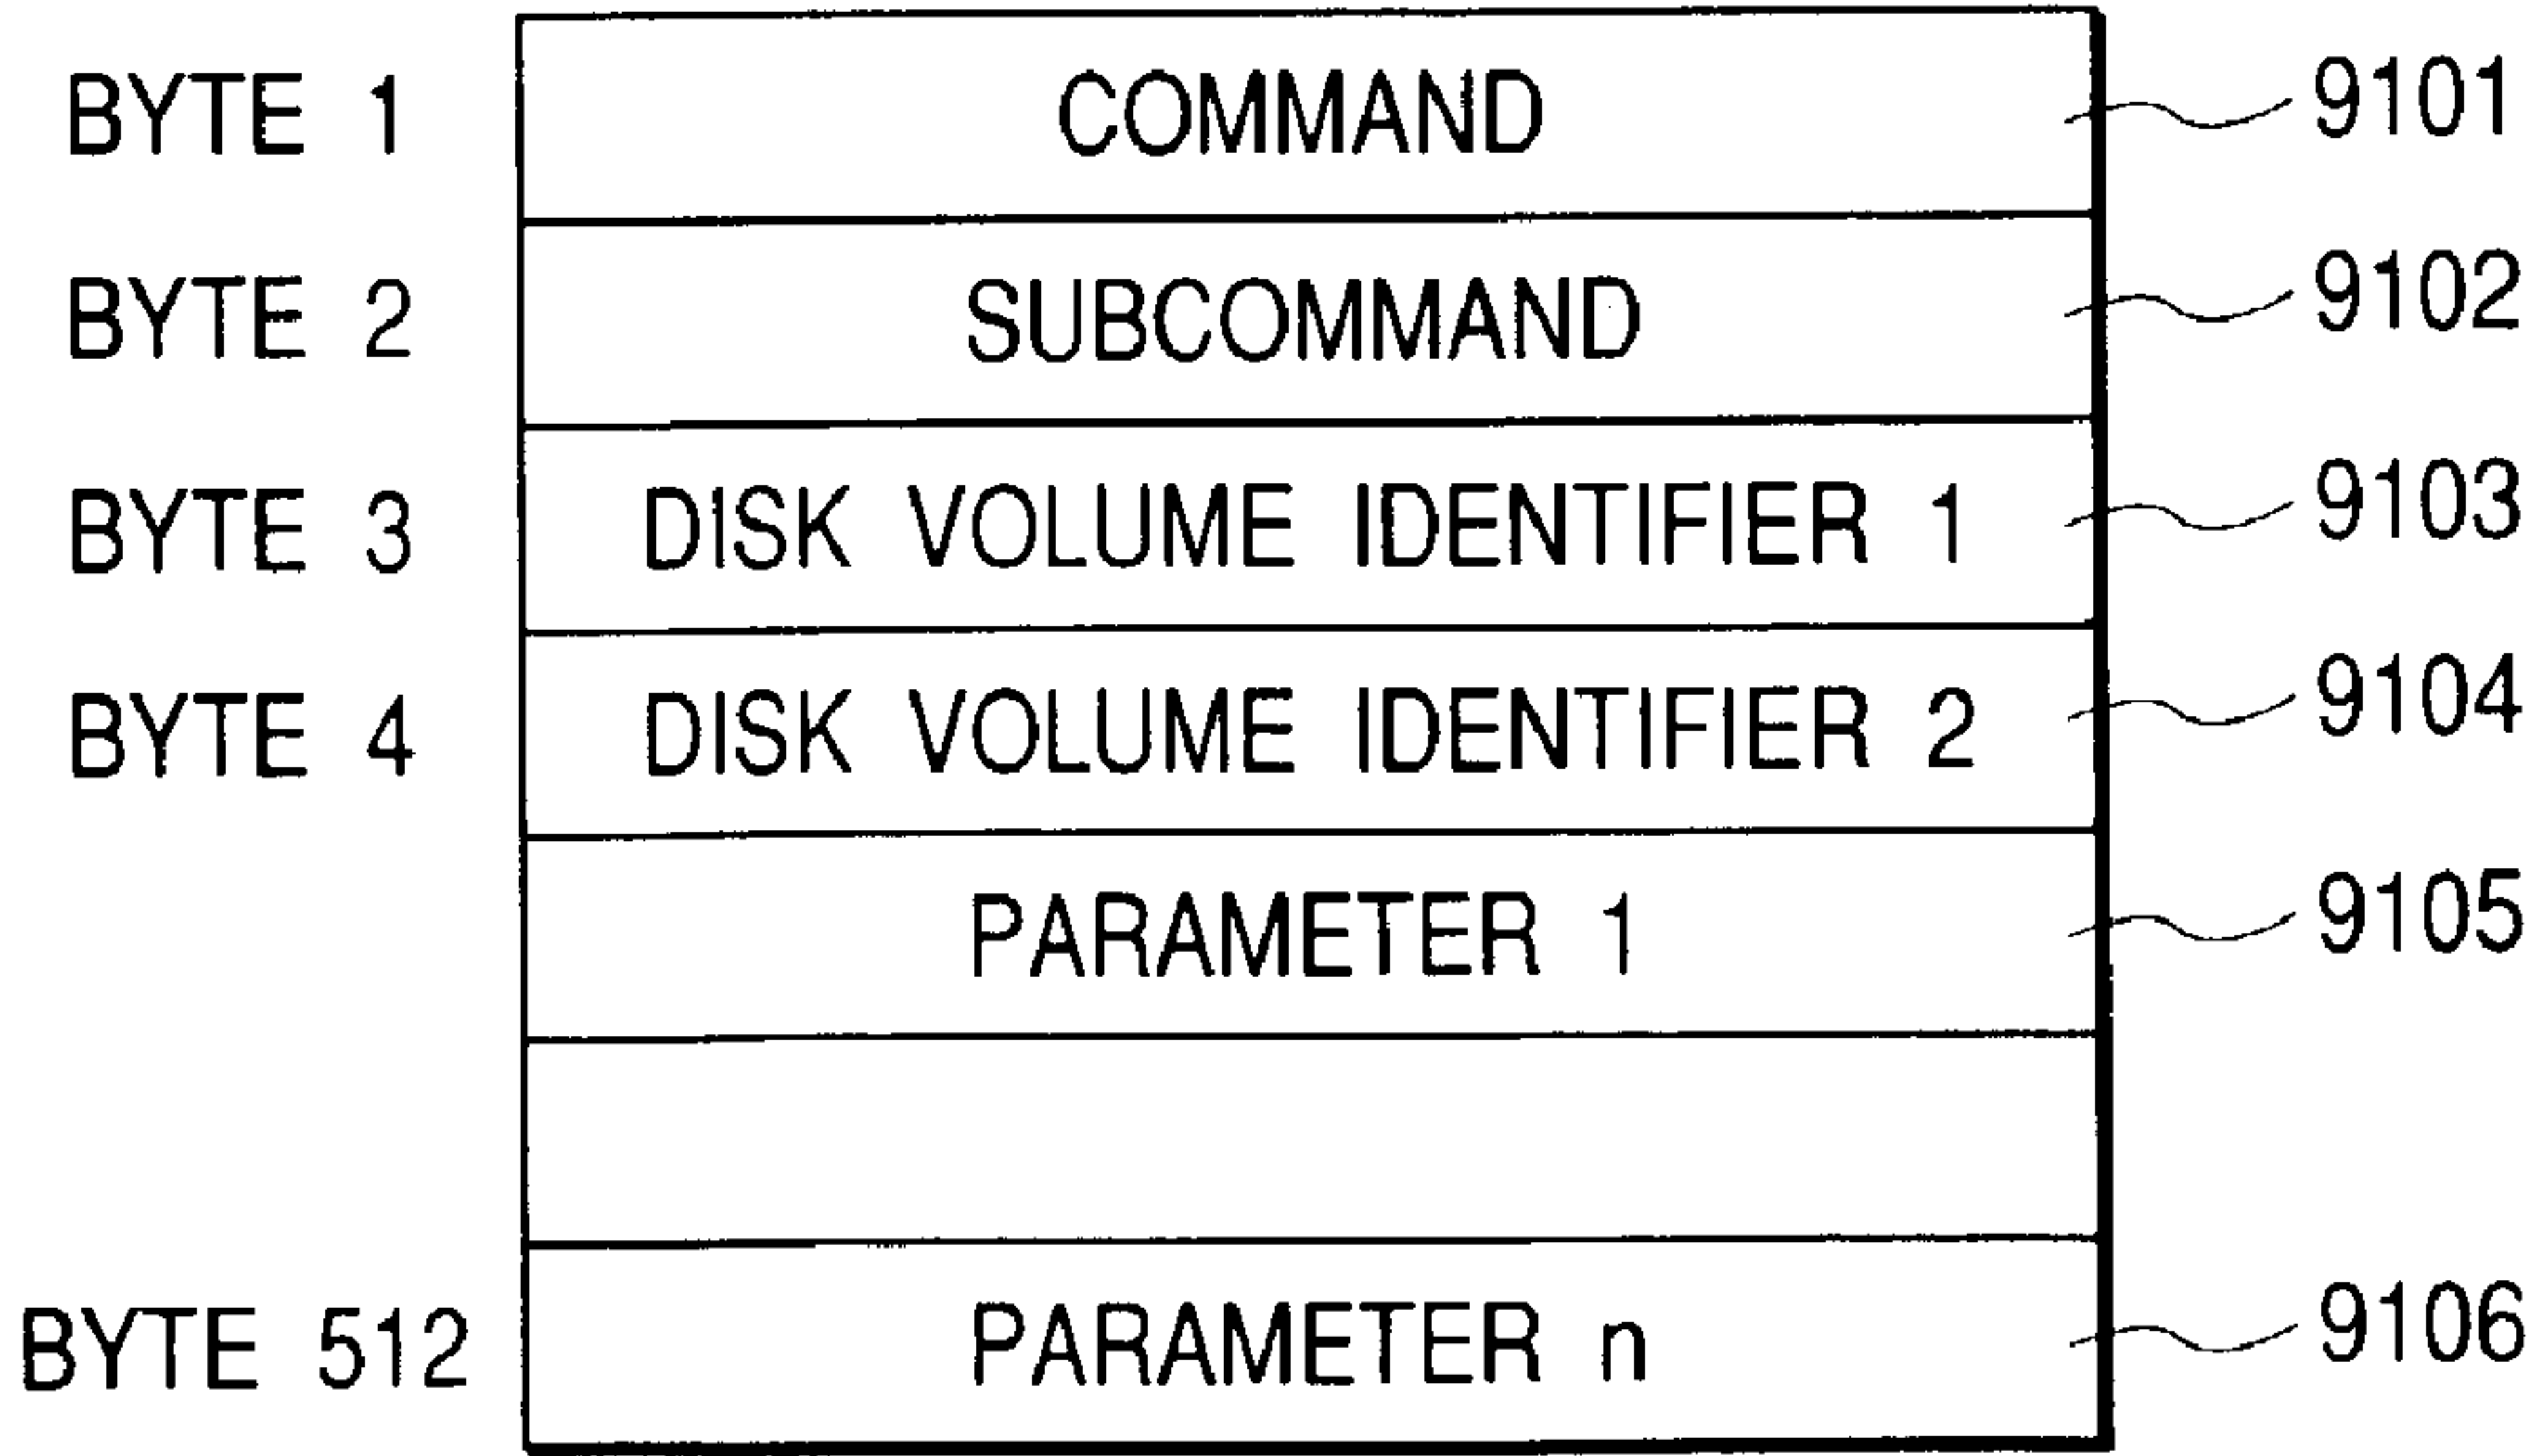 BYTE 1 COMMAND 9101
BYTE 2 SUBCOMMAND 9102
BYTE 3 DISK VOLUME IDENTIFIER 1 9103
BYTE 4 DISK VOLUME IDENTIFIER 2 9104
PARAMETER 1 9105
BYTE 512 PARAMETER n 9106